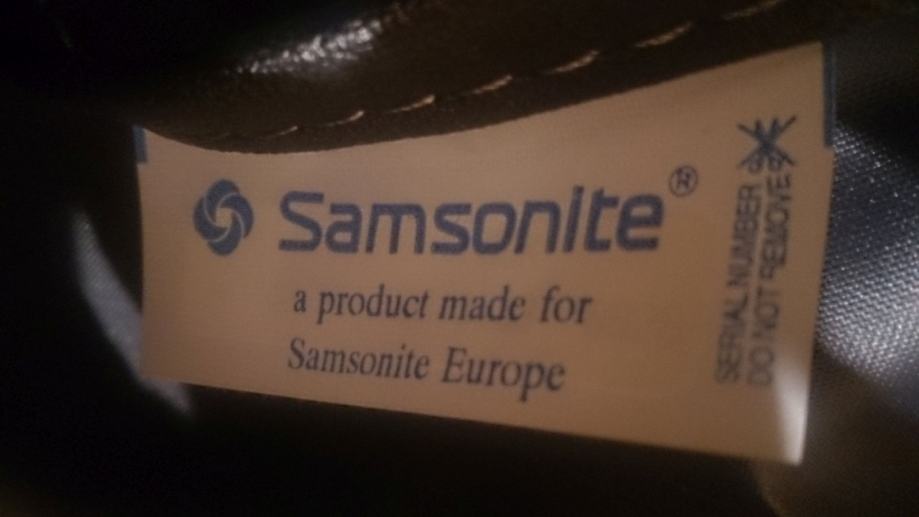 Samsonite®
a product made for
Samsonite Europe
SERIAL NUMBER
DO NOT REMOVE